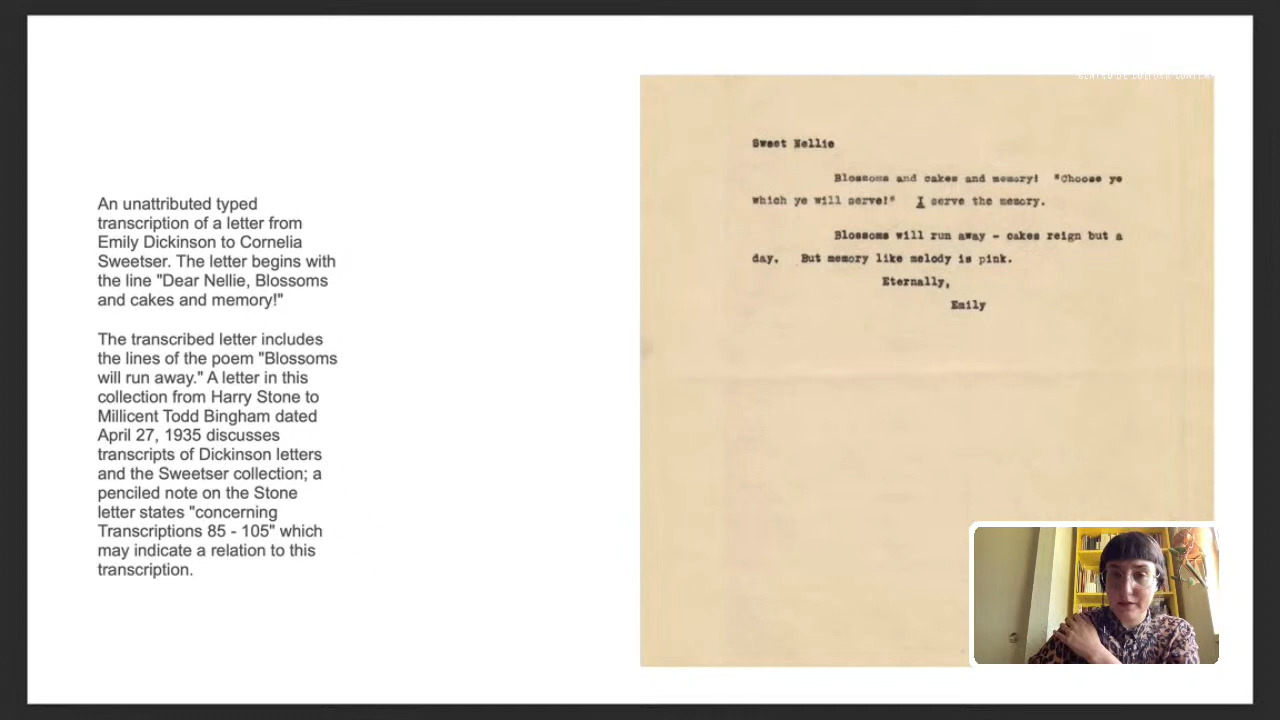 An unattributed typed
transcription of a letter from
Emily Dickinson to Cornelia
Sweetser. The letter begins with
the line "Dear Nellie, Blossoms
and cakes and memory!"
The transcribed letter includes
the lines of the poem "Blossoms
will run away." A letter in this
collection from Harry Stone to
Millicent Todd Bingham dated
April 27, 1935 discusses
transcripts of Dickinson letters
and the Sweetser collection; a
penciled note on the Stone
letter states "concerning
Transcriptions 85 - 105" which
may indicate a relation to this
transcription.
Sweet Nellie
Blossoms and cakes and memory! "Choose ye
which ye will serve!" I serve the memory.
Blossoms will run away - cakes reign but a
day. But memory like melody is pink.
Eternally,
Emily